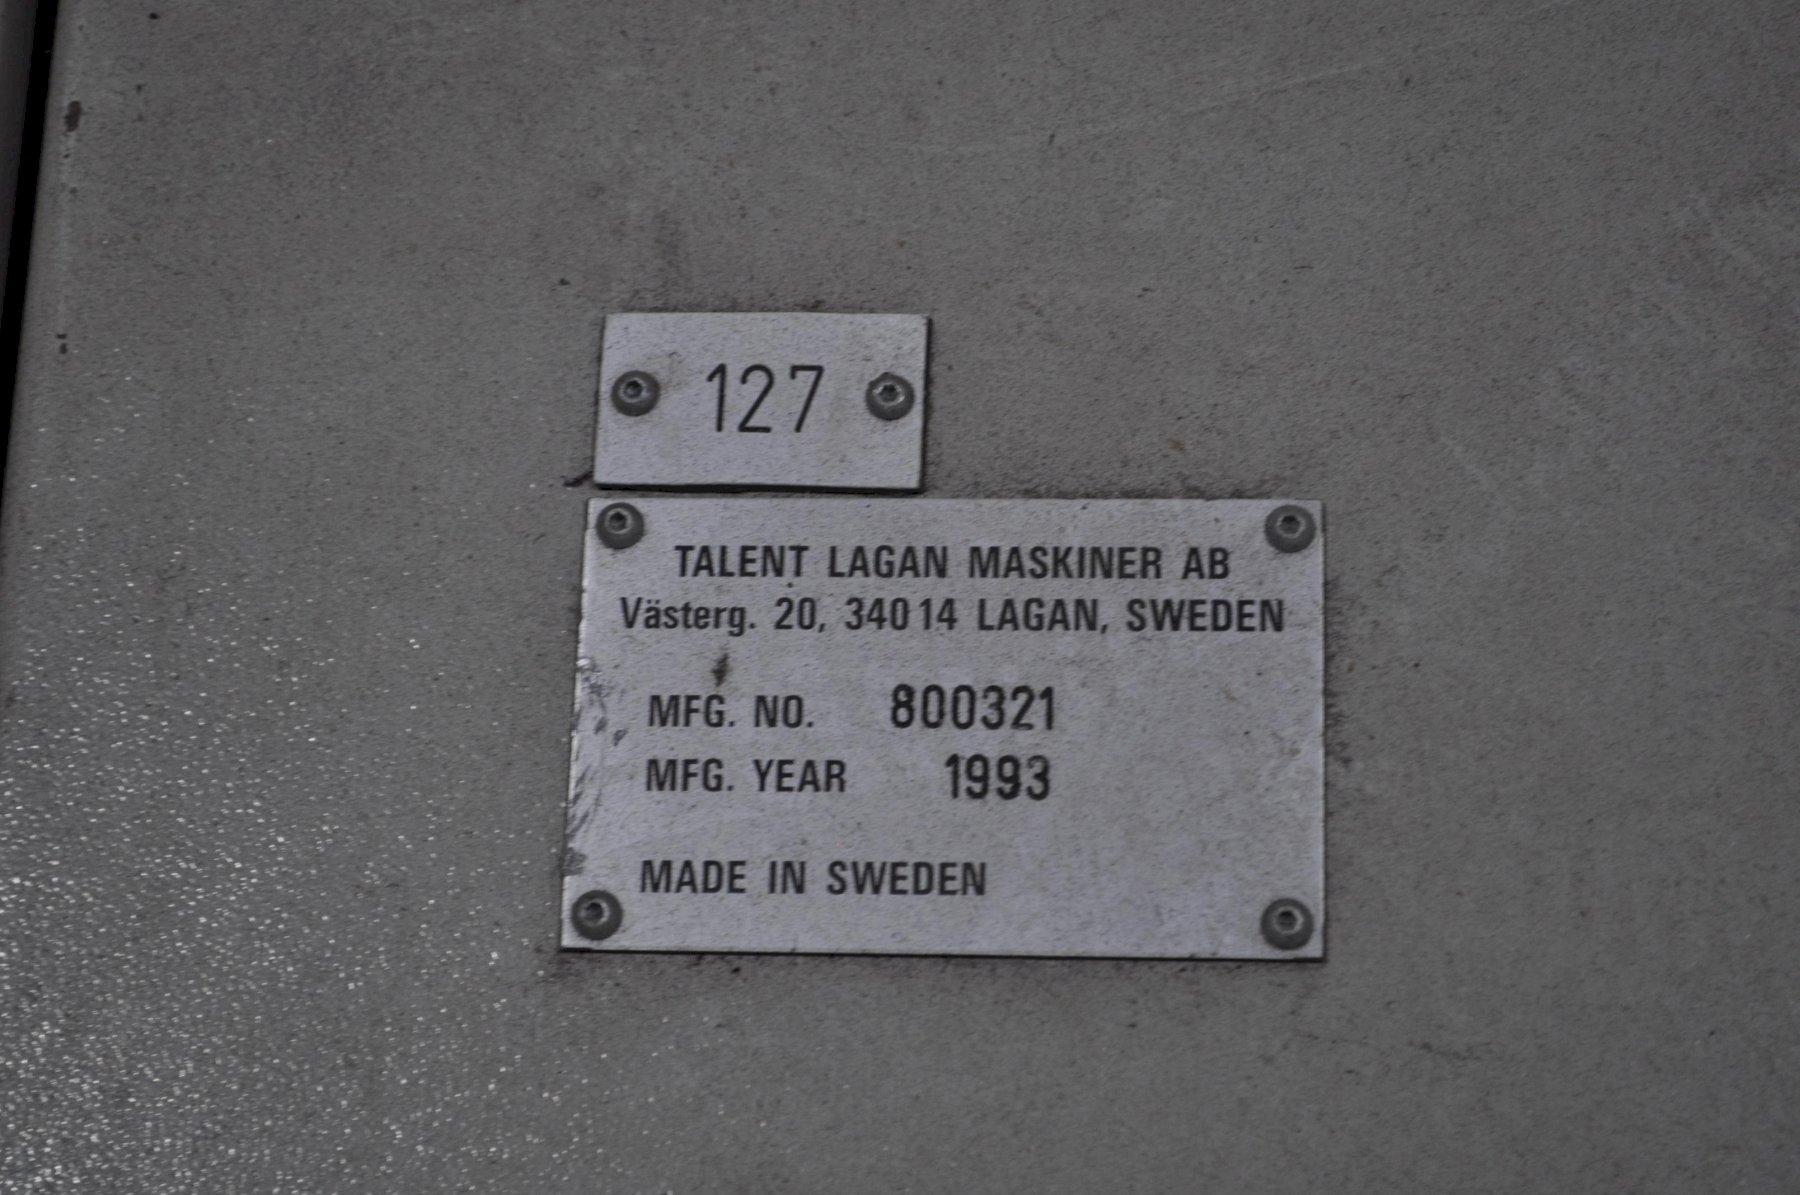 127
TALENT LAGAN MASKINER AB
Västerg. 20, 340 14 LAGAN, SWEDEN
MFG. NO. 800321
MFG. YEAR 1993
MADE IN SWEDEN